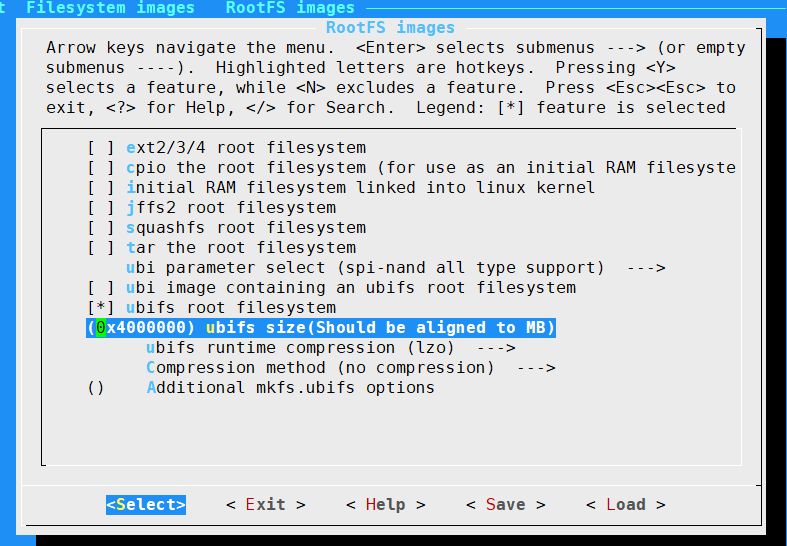 t Filesystem images RootFS images
RootFS images
Arrow keys navigate the menu. <Enter> selects submenus ---> (or empty
submenus ----). Highlighted letters are hotkeys. Pressing <Y>
selects a feature, while <N> excludes a feature. Press <Esc><Esc> to
exit, <?> for Help, </> for Search. Legend: [*] feature is selected
[ ] ext2/3/4 root filesystem
[ ] cpio the root filesystem (for use as an initial RAM filesyste
[ ] initial RAM filesystem linked into linux kernel
[ ] jffs2 root filesystem
[ ] squashfs root filesystem
[ ] tar the root filesystem
ubi parameter select (spi-nand all type support) --->
[ ] ubi image containing an ubifs root filesystem
[*] ubifs root filesystem
(0x4000000) ubifs size(Should be aligned to MB)
ubifs runtime compression (lzo) --->
Compression method (no compression) --->
() Additional mkfs.ubifs options
<Select> < Exit > < Help > < Save > < Load >